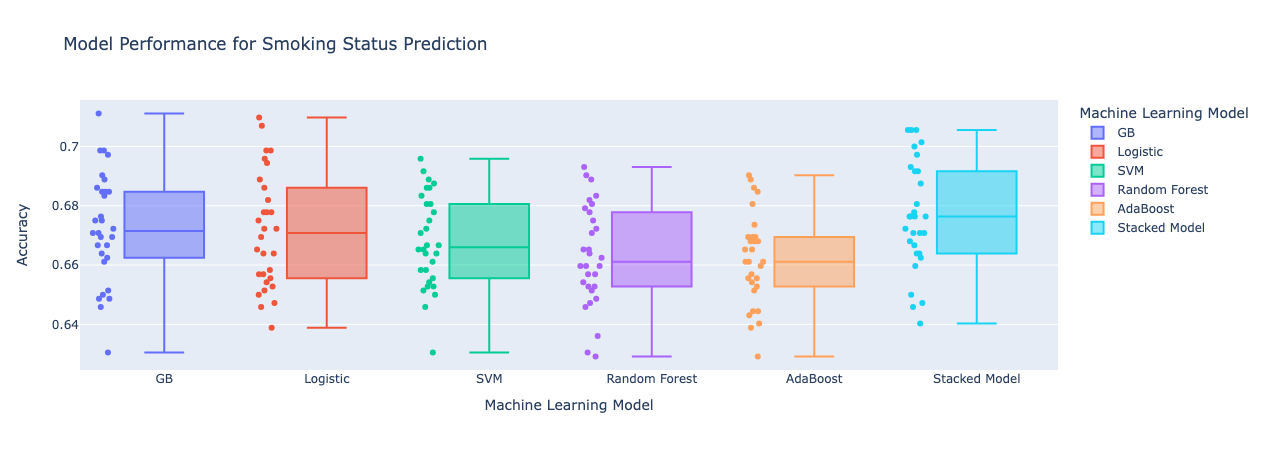 Model Performance for Smoking Status Prediction
Accuracy
0.7
0.68
0.66
0.64
GB
Logistic
SVM
Random Forest
AdaBoost
Stacked Model
Machine Learning Model
Machine Learning Model
GB
Logistic
SVM
Random Forest
AdaBoost
Stacked Model